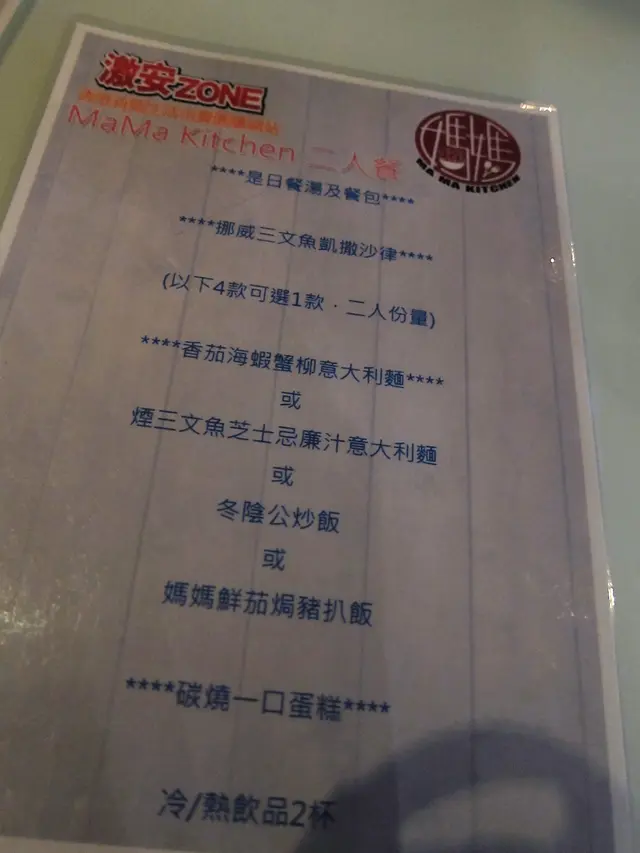 激安ZONE
MaMa Kitchen 二人餐
媽媽
MA MA KITCHEN
****是日餐湯及餐包****
****挪威三文魚凱撒沙律****
(以下4款可選1款．二人份量)
****香茄海蝦蟹柳意大利麵****
或
煙三文魚芝士忌廉汁意大利麵
或
冬陰公炒飯
或
媽媽鮮茄焗豬扒飯
****碳燒一口蛋糕****
冷/熱飲品2杯